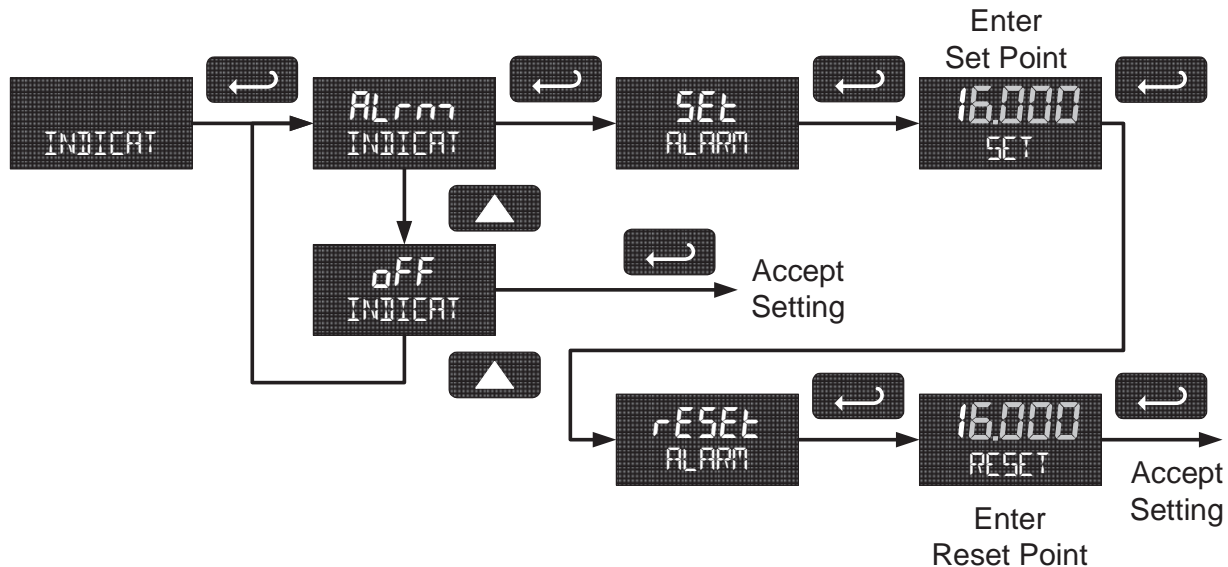 Enter
Set Point
INDICAT
ALrm
INDICAT
SEt
ALARM
16.000
SET
oFF
INDICAT
Accept
Setting
rESEt
ALARM
16.000
RESET
Accept
Setting
Enter
Reset Point